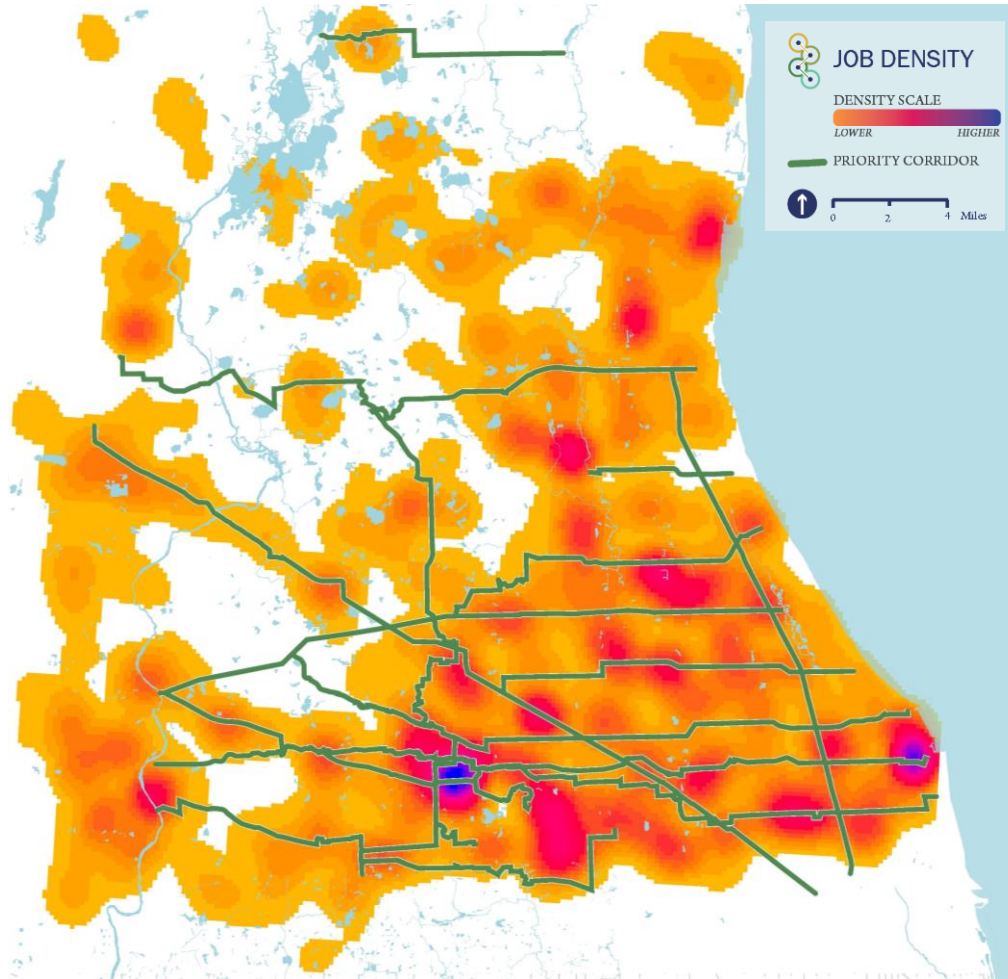 JOB DENSITY
DENSITY SCALE
LOWER HIGHER
PRIORITY CORRIDOR
0 2 4 Miles